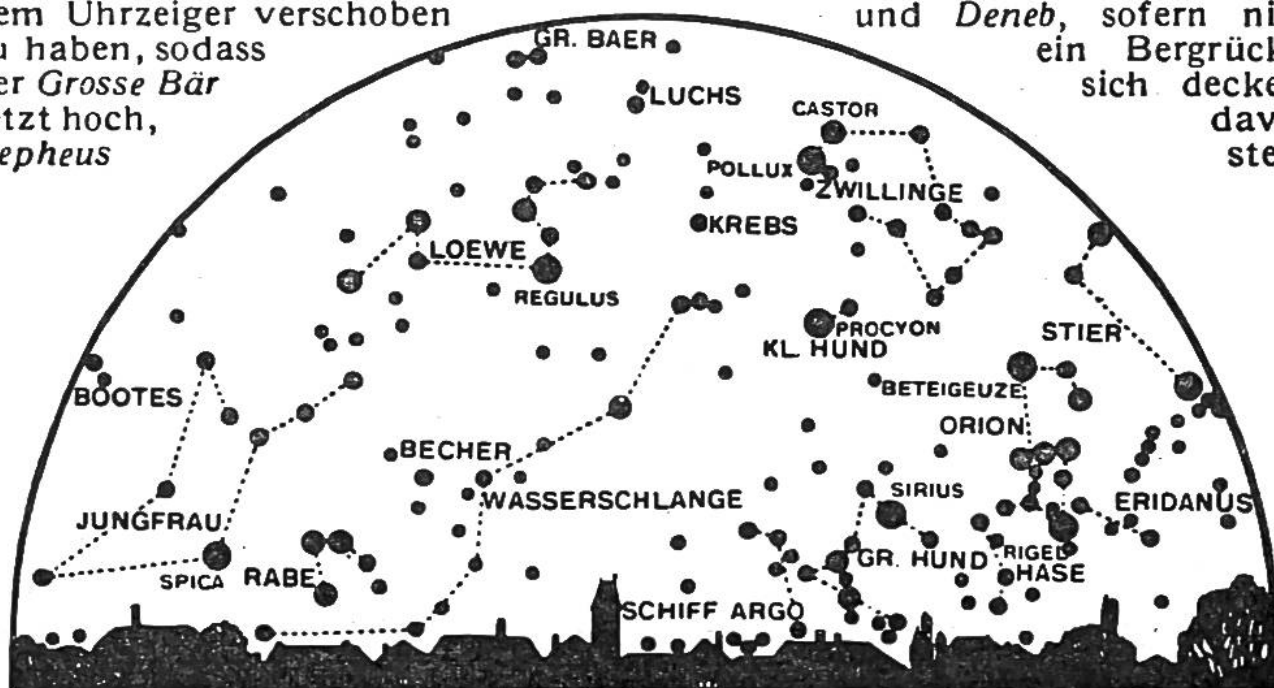 em Uhrzeiger verschoben
u haben, sodass
er Grosse Bär
tzt hoch,
epheus
und Deneb, sofern ni
ein Bergrück
sich decke
dav
ste
GR. BAER
LUCHS
CASTOR
POLLUX
ZWILLINGE
KREBS
LOEWE
REGULUS
PROCYON
KL. HUND
STIER
BOOTES
BETEIGEUZE
ORION
BECHER
WASSERSCHLANGE
SIRIUS
ERIDANUS
JUNGFRAU
SPICA
RABE
GR. HUND
RIGEL
HASE
SCHIFF ARGO